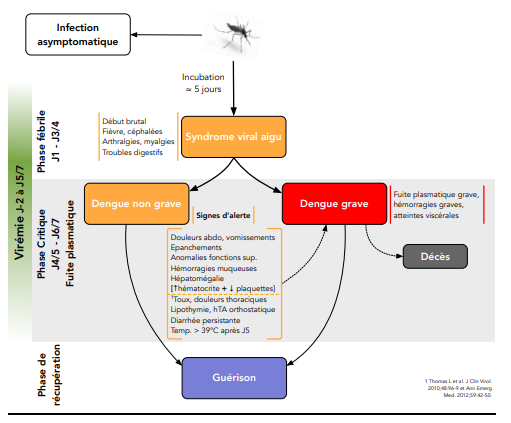 Infection
asymptomatique
Incubation
≈ 5 jours
Virémie J-2 à J5/7
Phase fébrile
J1 - J3/4
Début brutal
Fièvre, céphalées
Arthralgies, myalgies
Troubles digestifs
Syndrome viral aigu
Phase Critique
J4/5 - J6/7
Fuite plasmatique
Dengue non grave
Signes d'alerte
Dengue grave
Fuite plasmatique grave,
hémorragies graves,
atteintes viscérales
Douleurs abdo, vomissements
Epanchements
Anomalies fonctions sup.
Hémorragies muqueuses
Hépatomégalie
[↑hématocrite + ↓ plaquettes]
¹Toux, douleurs thoraciques
Lipothymie, hTA orthostatique
Diarrhée persistante
Temp. > 39°C après J5
Décès
Phase de
récupération
Guérison
1 Thomas L et al. J Clin Virol.
2010;48:96-9 et Ann Emerg
Med. 2012;59:42-50.